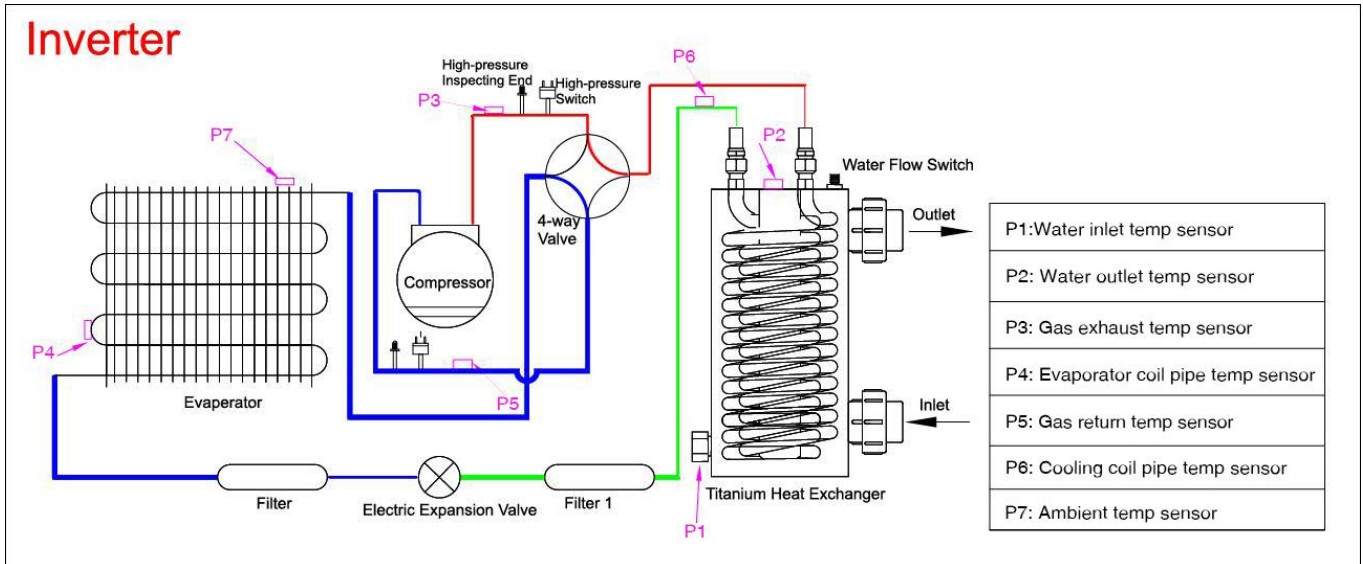 Inverter
High-pressure
Inspecting End
High-pressure
Switch
P6
P3
P7
P2
Water Flow Switch
4-way
Valve
Outlet
Compressor
P4
P5
Evaperator
Inlet
Filter
Electric Expansion Valve
Filter 1
Titanium Heat Exchanger
P1
P1:Water inlet temp sensor
P2: Water outlet temp sensor
P3: Gas exhaust temp sensor
P4: Evaporator coil pipe temp sensor
P5: Gas return temp sensor
P6: Cooling coil pipe temp sensor
P7: Ambient temp sensor